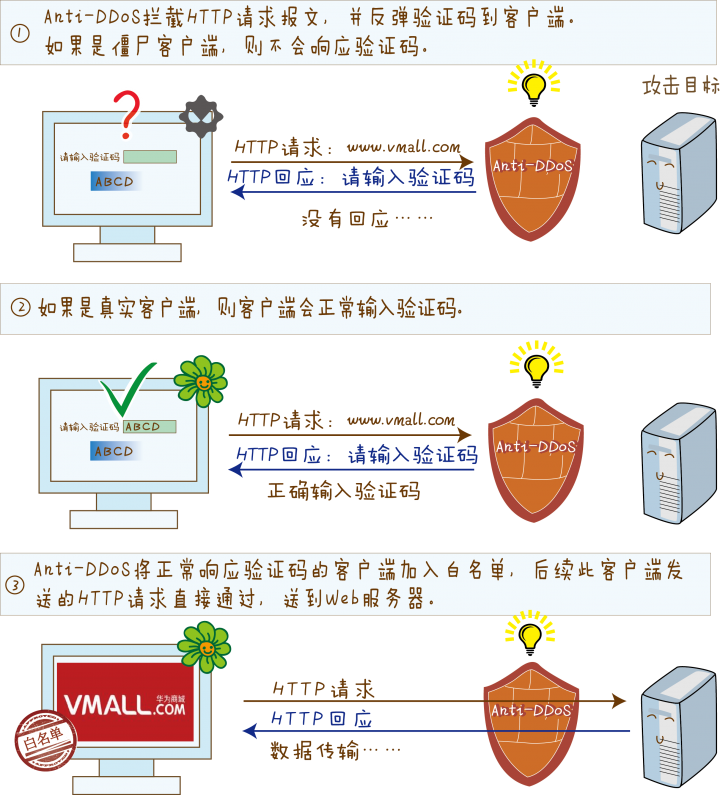 ① Anti-DDoS拦截HTTP请求报文，并反弹验证码到客户端。
如果是僵尸客户端，则不会响应验证码。
攻击目标
请输入验证码
ABCD
HTTP请求：www.vmall.com
HTTP回应：请输入验证码
没有回应……
Anti-DDoS
② 如果是真实客户端，则客户端会正常输入验证码。
请输入验证码 ABCD
ABCD
HTTP请求：www.vmall.com
HTTP回应：请输入验证码
正确输入验证码
Anti-DDoS
③ Anti-DDoS将正常响应验证码的客户端加入白名单，后续此客户端发
送的HTTP请求直接通过，送到Web服务器。
华为商城
VMALL.COM
白名单
HTTP请求
HTTP回应
数据传输……
Anti-DDoS